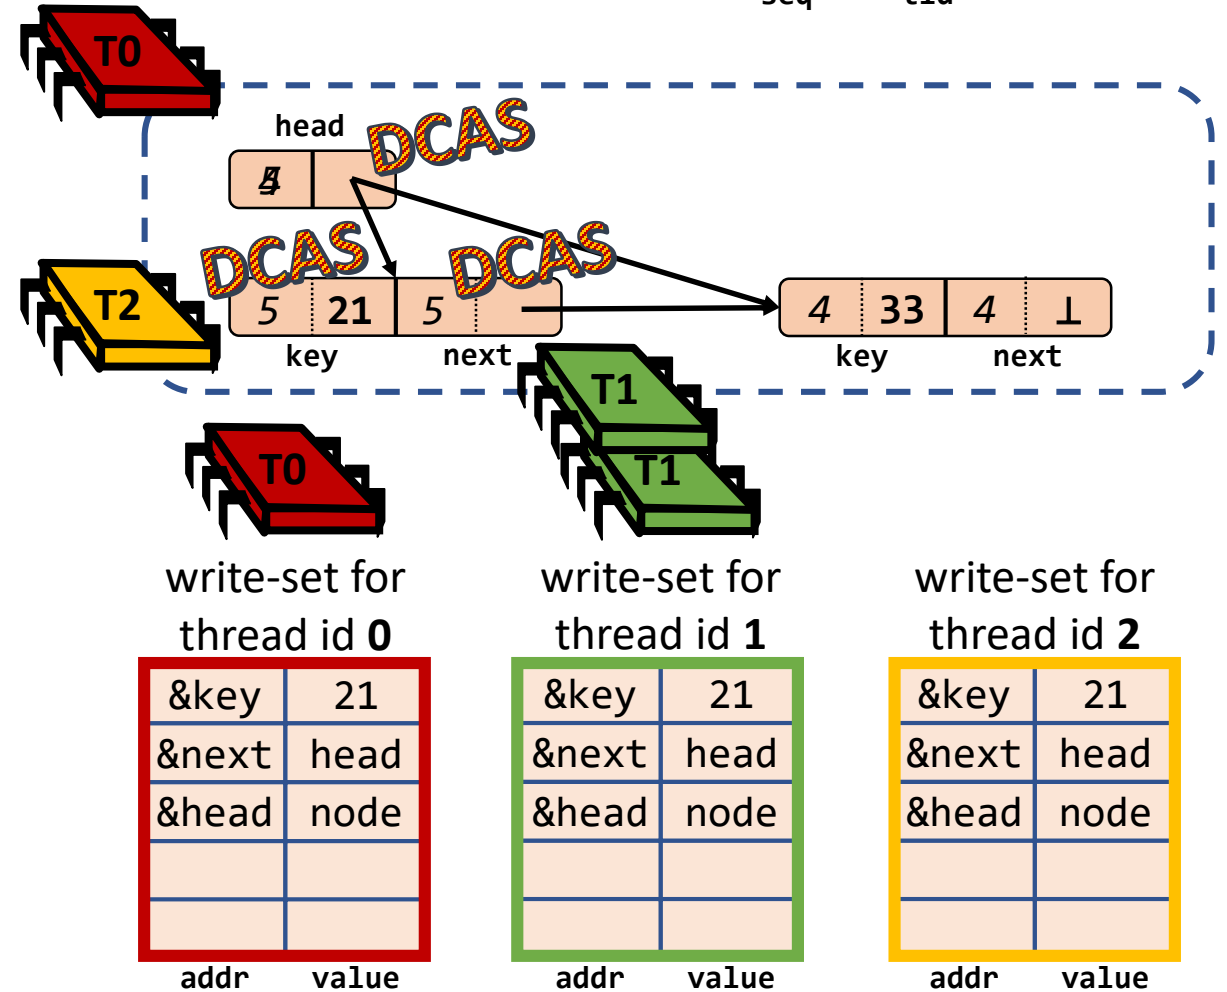 T0
head
DCAS
DCAS
DCAS
T2
5 21 5
4 33 4 ⊥
key next
key next
T1
T0
T1
write-set for
thread id 0
write-set for
thread id 1
write-set for
thread id 2
&key 21
&next head
&head node
addr value
&key 21
&next head
&head node
addr value
&key 21
&next head
&head node
addr value